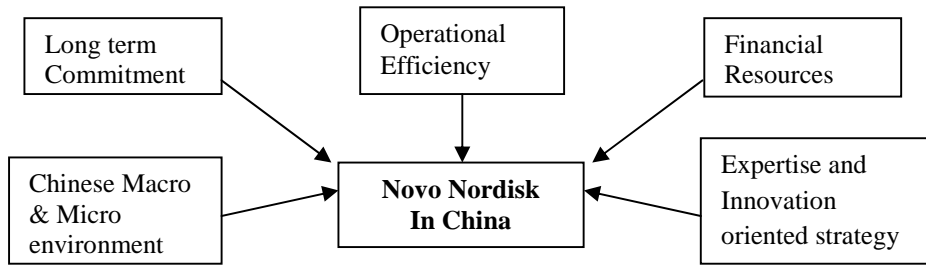 Long term
Commitment
Operational
Efficiency
Financial
Resources
Chinese Macro
& Micro
environment
Novo Nordisk
In China
Expertise and
Innovation
oriented strategy